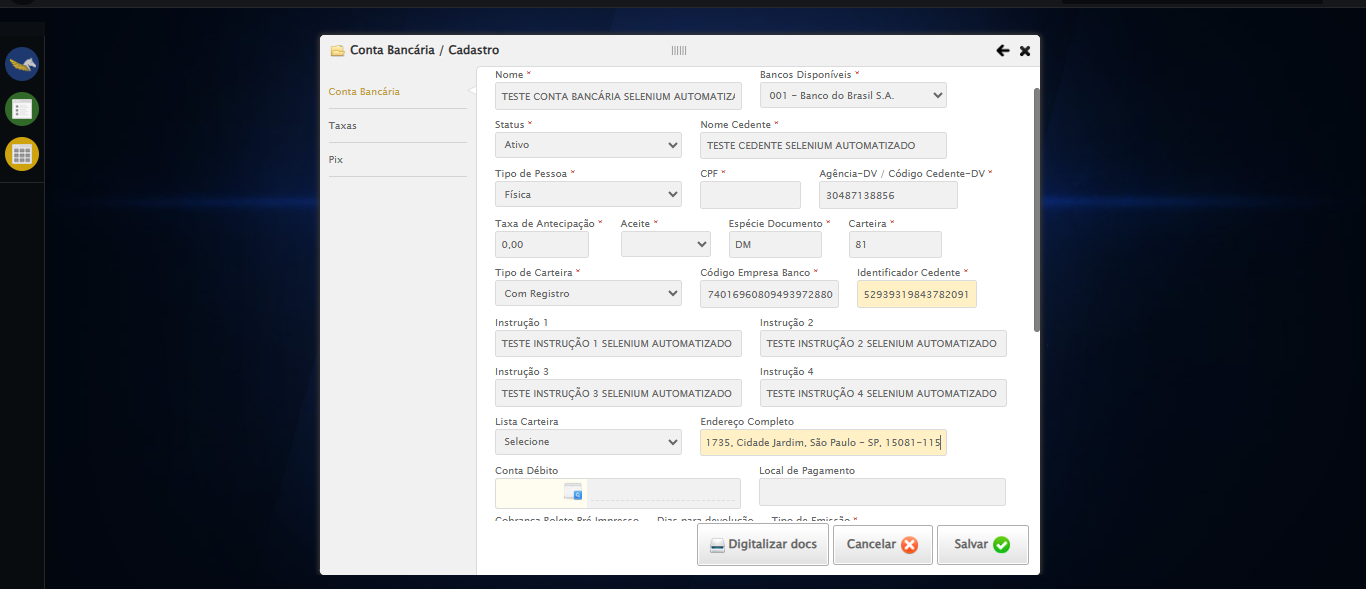 Conta Bancária / Cadastro
Conta Bancária
Taxas
Pix
Nome * Bancos Disponíveis *
TESTE CONTA BANCÁRIA SELENIUM AUTOMATIZA 001 - Banco do Brasil S.A.
Status * Nome Cedente *
Ativo TESTE CEDENTE SELENIUM AUTOMATIZADO
Tipo de Pessoa * CPF * Agência-DV / Código Cedente-DV *
Física 30487138856
Taxa de Antecipação * Aceite * Espécie Documento * Carteira *
0,00 DM 81
Tipo de Carteira * Código Empresa Banco * Identificador Cedente *
Com Registro 74016960809493972880 52939319843782091
Instrução 1 Instrução 2
TESTE INSTRUÇÃO 1 SELENIUM AUTOMATIZADO TESTE INSTRUÇÃO 2 SELENIUM AUTOMATIZADO
Instrução 3 Instrução 4
TESTE INSTRUÇÃO 3 SELENIUM AUTOMATIZADO TESTE INSTRUÇÃO 4 SELENIUM AUTOMATIZADO
Lista Carteira Endereço Completo
Selecione 1735, Cidade Jardim, São Paulo - SP, 15081-115
Conta Débito Local de Pagamento
Cobrança Boleto Pré Impresso Dias para devolução Tipo de Emissão *
Digitalizar docs Cancelar Salvar